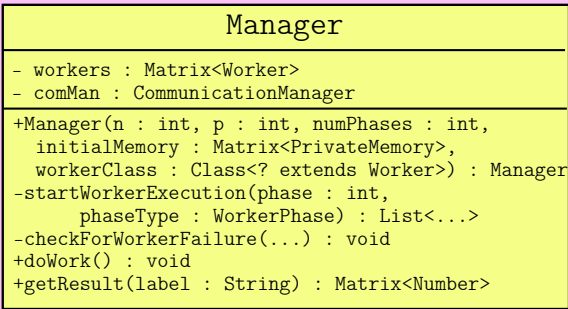 Manager
- workers : Matrix<Worker>
- comMan : CommunicationManager
+Manager(n : int, p : int, numPhases : int,
initialMemory : Matrix<PrivateMemory>,
workerClass : Class<? extends Worker>) : Manager
-startWorkerExecution(phase : int,
phaseType : WorkerPhase) : List<...>
-checkForWorkerFailure(...) : void
+doWork() : void
+getResult(label : String) : Matrix<Number>